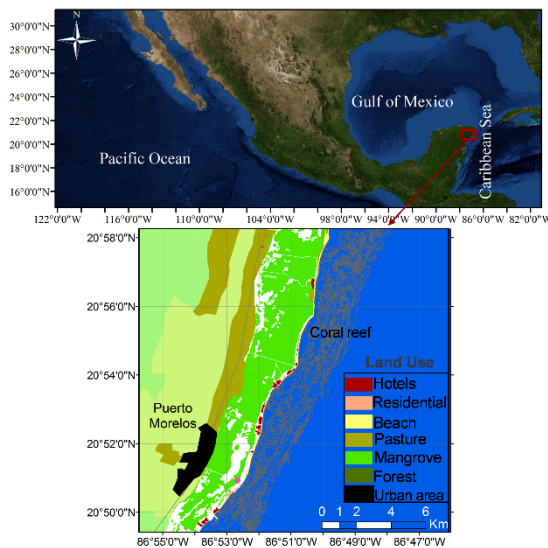 N
30°0'0"N
28°0'0"N
26°0'0"N
24°0'0"N
22°0'0"N
20°0'0"N
18°0'0"N
16°0'0"N
Gulf of Mexico
Pacific Ocean
Caribbean Sea
122°0'0"W 116°0'0"W 110°0'0"W 104°0'0"W 98°0'0"W 94°0'0"W 90°0'0"W 86°0'0"W 82°0'0"W
20°58'0"N
20°56'0"N
20°54'0"N
20°52'0"N
20°50'0"N
Coral reef
Puerto
Morelos
Land Use
Hotels
Residential
Beach
Pasture
Mangrove
Forest
Urban area
0 1 2 4 6
Km
86°55'0"W 86°53'0"W 86°51'0"W 86°49'0"W 86°47'0"W